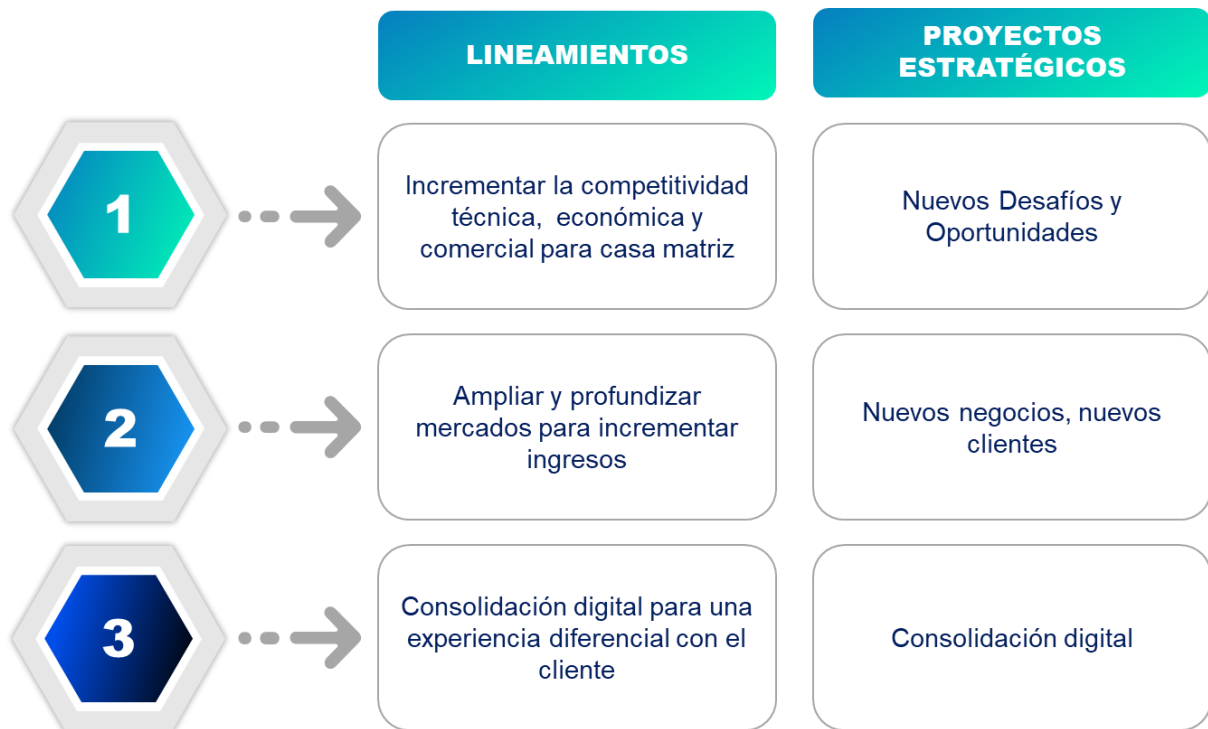 LINEAMIENTOS
PROYECTOS
ESTRATÉGICOS
1
Incrementar la competitividad
técnica, económica y
comercial para casa matriz
Nuevos Desafíos y
Oportunidades
2
Ampliar y profundizar
mercados para incrementar
ingresos
Nuevos negocios, nuevos
clientes
3
Consolidación digital para una
experiencia diferencial con el
cliente
Consolidación digital